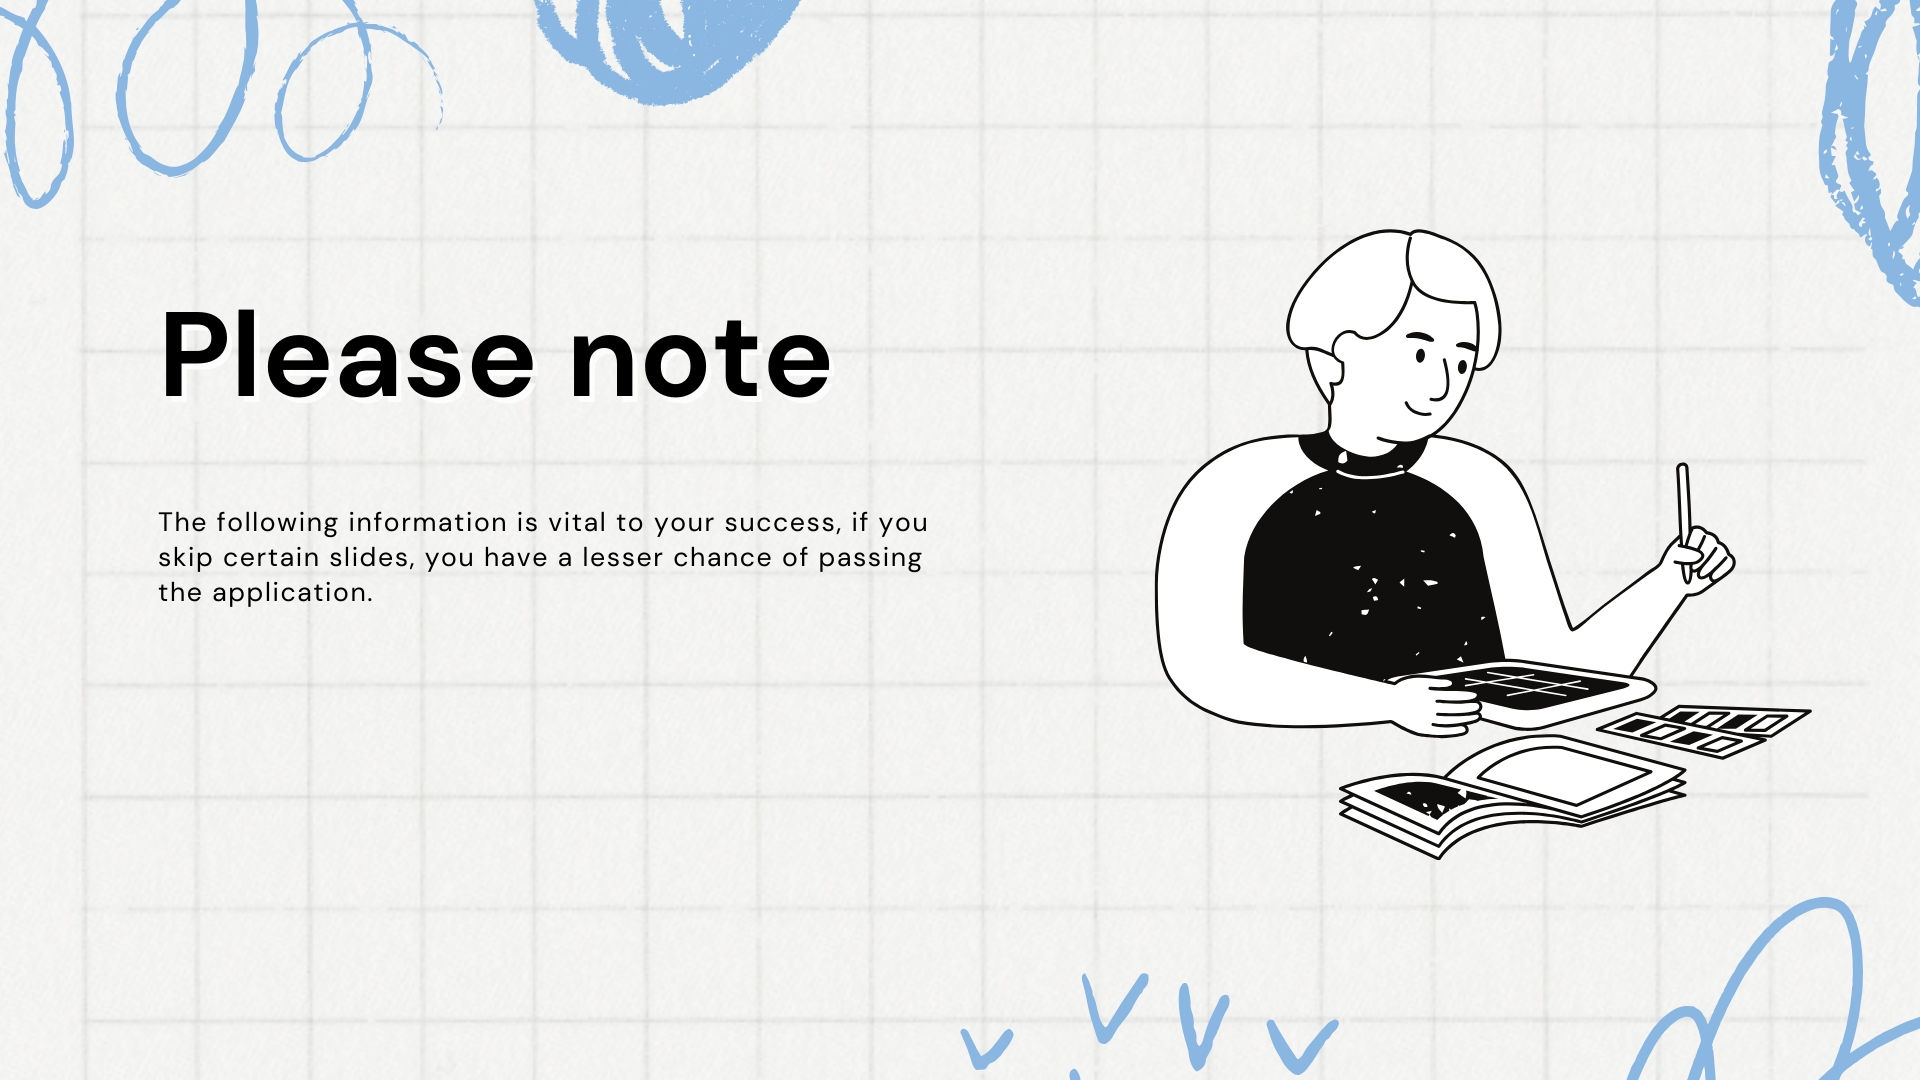 Please note
The following information is vital to your success, if you
skip certain slides, you have a lesser chance of passing
the application.